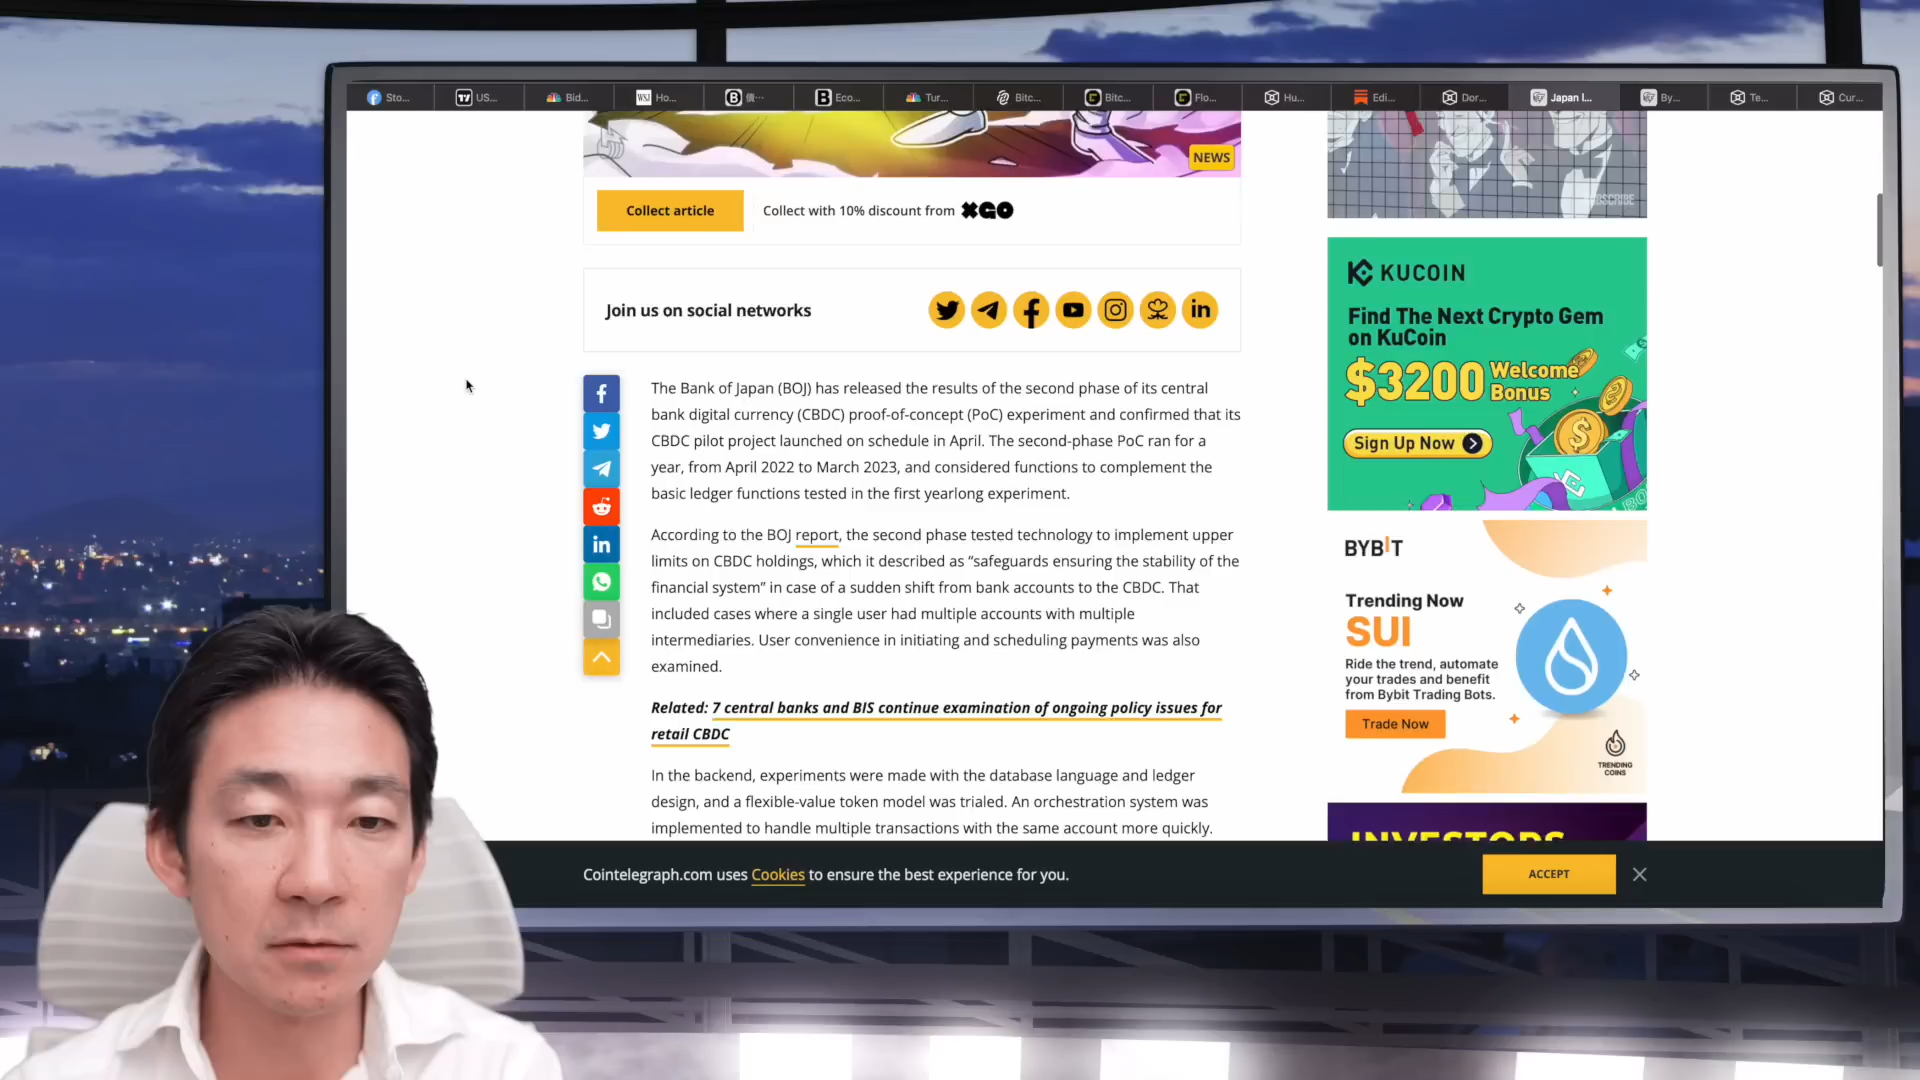 Sto...
US...
Bid...
WSJ Ho...
B 債...
B Eco...
Tur...
Bitc...
Bitc...
Flo...
Hu...
Edi...
Dor...
Japan I...
By...
Te...
Cur...
NEWS
Collect article
Collect with 10% discount from XGO
Join us on social networks
The Bank of Japan (BOJ) has released the results of the second phase of its central
bank digital currency (CBDC) proof-of-concept (PoC) experiment and confirmed that its
CBDC pilot project launched on schedule in April. The second-phase PoC ran for a
year, from April 2022 to March 2023, and considered functions to complement the
basic ledger functions tested in the first yearlong experiment.
According to the BOJ report, the second phase tested technology to implement upper
limits on CBDC holdings, which it described as “safeguards ensuring the stability of the
financial system” in case of a sudden shift from bank accounts to the CBDC. That
included cases where a single user had multiple accounts with multiple
intermediaries. User convenience in initiating and scheduling payments was also
examined.
Related: 7 central banks and BIS continue examination of ongoing policy issues for
retail CBDC
In the backend, experiments were made with the database language and ledger
design, and a flexible-value token model was trialed. An orchestration system was
implemented to handle multiple transactions with the same account more quickly.
KUCOIN
Find The Next Crypto Gem
on KuCoin
$3200 Welcome
Bonus
Sign Up Now
BYBIT
Trending Now
SUI
Ride the trend, automate
your trades and benefit
from Bybit Trading Bots.
Trade Now
TRENDING
COINS
INVESTORS
Cointelegraph.com uses Cookies to ensure the best experience for you.
ACCEPT